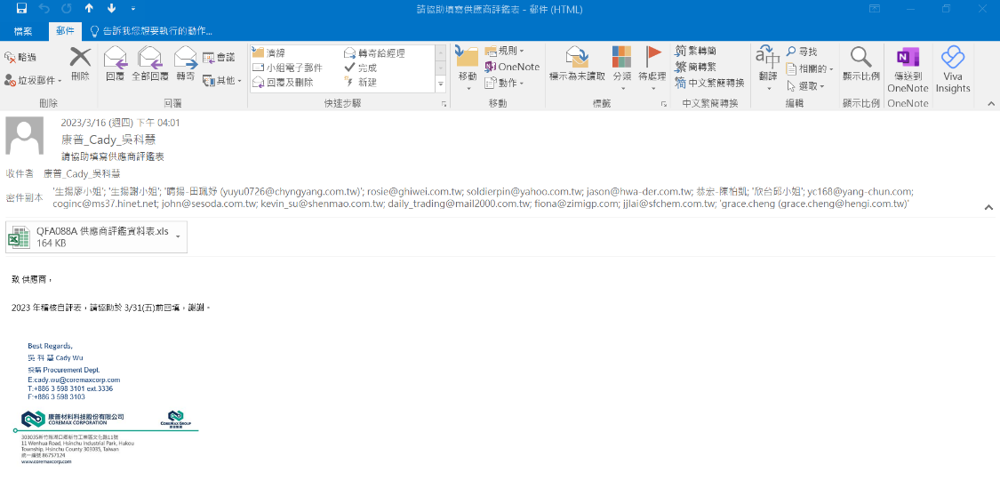 請協助填寫供應商評鑑表 - 郵件 (HTML)
檔案 郵件 告訴我您想要執行的動作...
略過
垃圾郵件
刪除
刪除
回覆 全部回覆 轉寄
會議
其他
回覆
濱綠 轉寄給經理
小組電子郵件 完成
回覆及刪除 新建
快速步驟
移動
規則
OneNote
動作
移動
標示為未讀取 分類 待處理
標籤
繁轉簡
簡轉繁
中文繁簡轉換
中文繁簡轉換
翻譯
尋找
相關的
選取
編輯
顯示比例
顯示比例
傳送到
OneNote
OneNote
Viva
Insights
2023/3/16 (週四) 下午 04:01
康普_Cady_吳科慧
請協助填寫供應商評鑑表
收件者 康普_Cady_吳科慧
密件副本 '生揚廖小姐'; '生揚謝小姐'; '晴揚-田珮妤 (yuyu0726@chyngyang.com.tw)'; rosie@ghiwei.com.tw; soldierpin@yahoo.com.tw; jason@hwa-der.com.tw; 恭宏-陳柏凱; '欣台邱小姐'; yc168@yang-chun.com;
coginc@ms37.hinet.net; john@sesoda.com.tw; kevin_su@shenmao.com.tw; daily_trading@mail2000.com.tw; fiona@zimigp.com; jjlai@sfchem.com.tw; 'grace.cheng (grace.cheng@hengi.com.tw)'
QFA088A 供應商評鑑資料表.xls
164 KB
致 供應商，
2023 年稽核自評表，請協助於 3/31(五)前回填，謝謝。
Best Regards,
吳 科 慧 Cady Wu
採購 Procurement Dept.
E:cady.wu@coremaxcorp.com
T:+886 3 598 3101 ext.3336
F:+886 3 598 3103
康普材料科技股份有限公司
COREMAX CORPORATION
COREMAX GROUP
康普集團
303035新竹縣湖口鄉新竹工業區文化路11號
11 Wenhua Road, Hsinchu Industrial Park, Hukou
Township, Hsinchu County 303035, Taiwan
統一編號 86757124
www.coremaxcorp.com